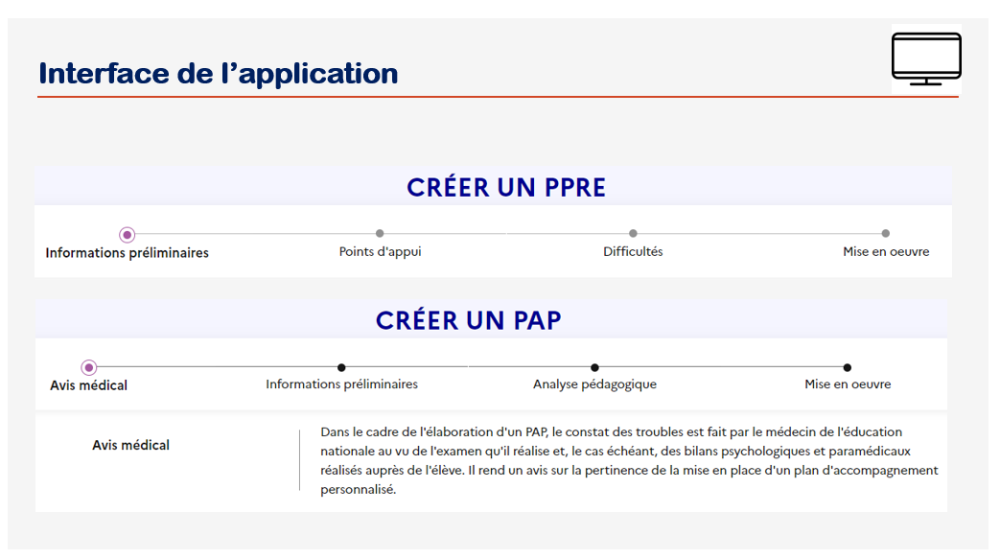 Interface de l'application
CRÉER UN PPRE
Informations préliminaires
Points d'appui
Difficultés
Mise en oeuvre
CRÉER UN PAP
Avis médical
Informations préliminaires
Analyse pédagogique
Mise en oeuvre
Avis médical
Dans le cadre de l'élaboration d'un PAP, le constat des troubles est fait par le médecin de l'éducation
nationale au vu de l'examen qu'il réalise et, le cas échéant, des bilans psychologiques et paramédicaux
réalisés auprès de l'élève. Il rend un avis sur la pertinence de la mise en place d'un plan d'accompagnement
personnalisé.